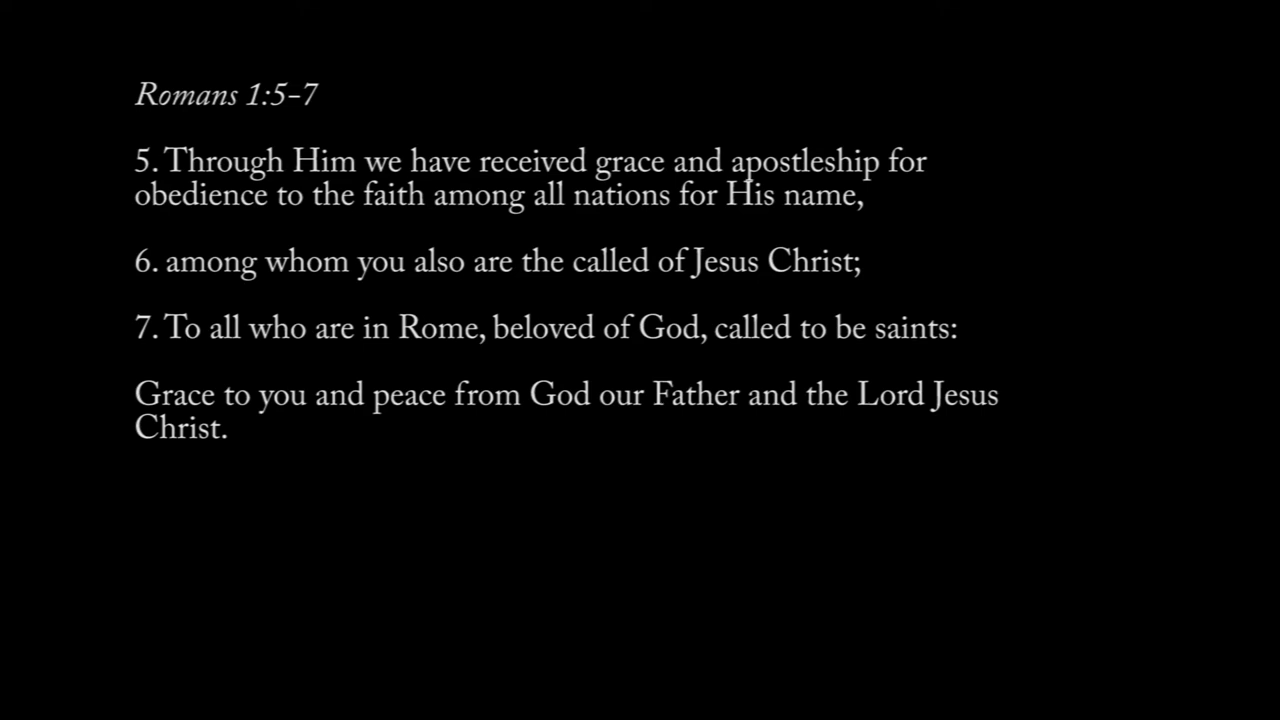 Romans 1:5-7
5. Through Him we have received grace and apostleship for
obedience to the faith among all nations for His name,
6. among whom you also are the called of Jesus Christ;
7. To all who are in Rome, beloved of God, called to be saints:
Grace to you and peace from God our Father and the Lord Jesus
Christ.